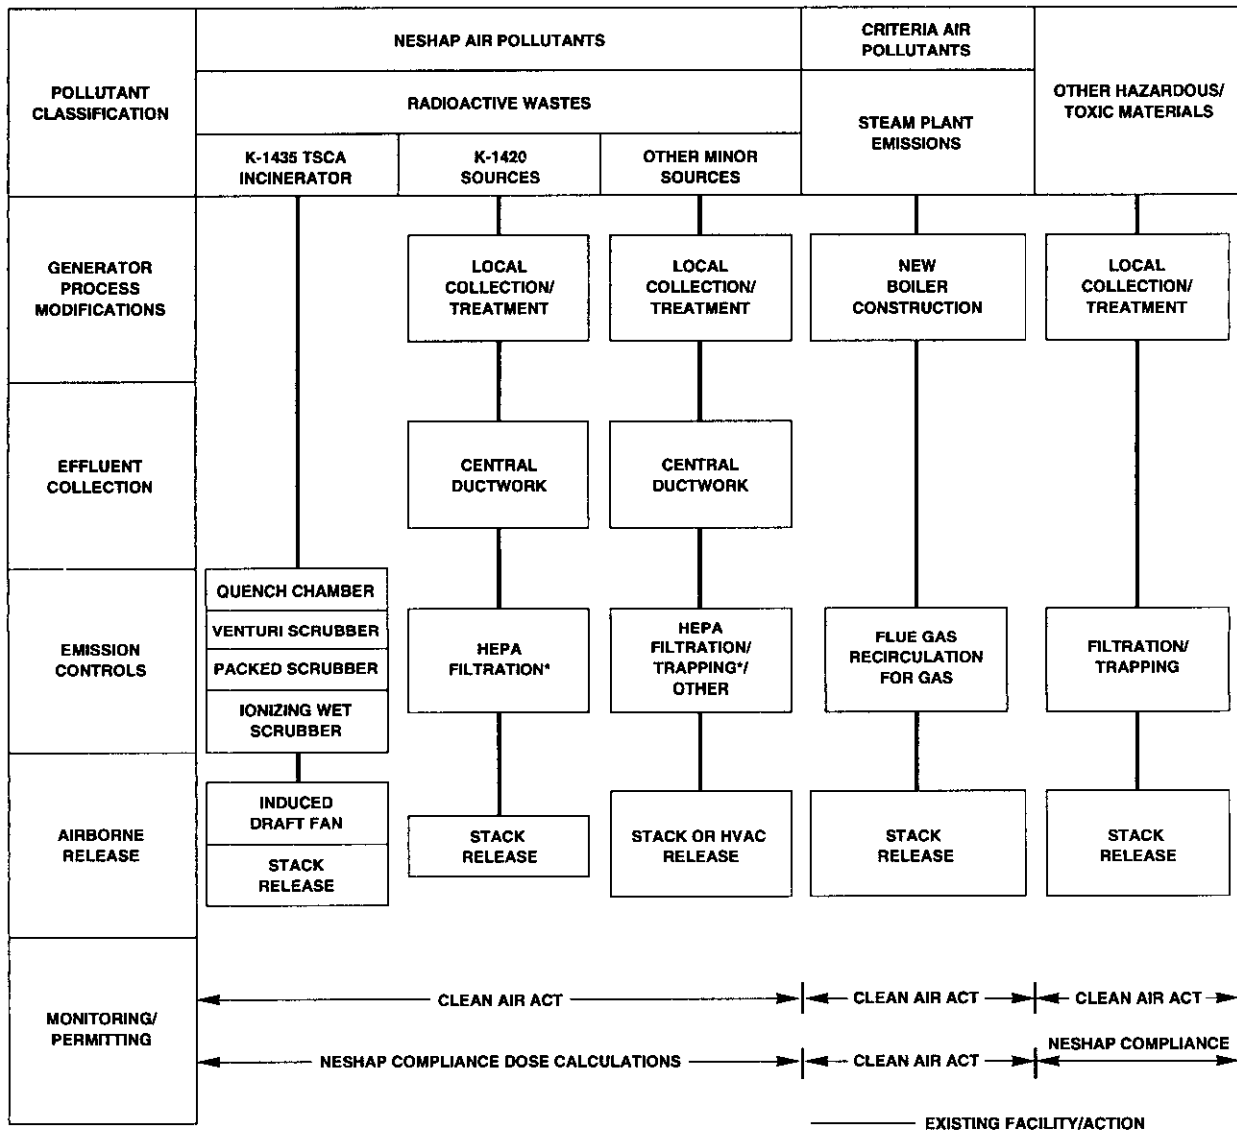 POLLUTANT
CLASSIFICATION
NESHAP AIR POLLUTANTS
CRITERIA AIR
POLLUTANTS
OTHER HAZARDOUS/
TOXIC MATERIALS
RADIOACTIVE WASTES
STEAM PLANT
EMISSIONS
K-1435 TSCA
INCINERATOR
K-1420
SOURCES
OTHER MINOR
SOURCES
GENERATOR
PROCESS
MODIFICATIONS
LOCAL
COLLECTION/
TREATMENT
LOCAL
COLLECTION/
TREATMENT
NEW
BOILER
CONSTRUCTION
LOCAL
COLLECTION/
TREATMENT
EFFLUENT
COLLECTION
CENTRAL
DUCTWORK
CENTRAL
DUCTWORK
EMISSION
CONTROLS
QUENCH CHAMBER
VENTURI SCRUBBER
PACKED SCRUBBER
IONIZING WET
SCRUBBER
HEPA
FILTRATION*
HEPA
FILTRATION/
TRAPPING*/
OTHER
FLUE GAS
RECIRCULATION
FOR GAS
FILTRATION/
TRAPPING
AIRBORNE
RELEASE
INDUCED
DRAFT FAN
STACK
RELEASE
STACK
RELEASE
STACK OR HVAC
RELEASE
STACK
RELEASE
STACK
RELEASE
MONITORING/
PERMITTING
CLEAN AIR ACT
CLEAN AIR ACT
CLEAN AIR ACT
NESHAP COMPLIANCE DOSE CALCULATIONS
CLEAN AIR ACT
NESHAP COMPLIANCE
EXISTING FACILITY/ACTION